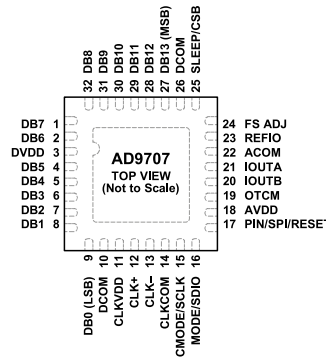 32 DB8
31 DB9
30 DB10
29 DB11
28 DB12
27 DB13 (MSB)
26 DCOM
25 SLEEP/CSB
DB7 1
DB6 2
DVDD 3
DB5 4
DB4 5
DB3 6
DB2 7
DB1 8
AD9707
TOP VIEW
(Not to Scale)
24 FS ADJ
23 REFIO
22 ACOM
21 IOUTA
20 IOUTB
19 OTCM
18 AVDD
17 PIN/SPI/RESET
DB0 (LSB) 9
DCOM 10
CLKVDD 11
CLK+ 12
CLK– 13
CLKCOM 14
CMODE/SCLK 15
MODE/SDIO 16